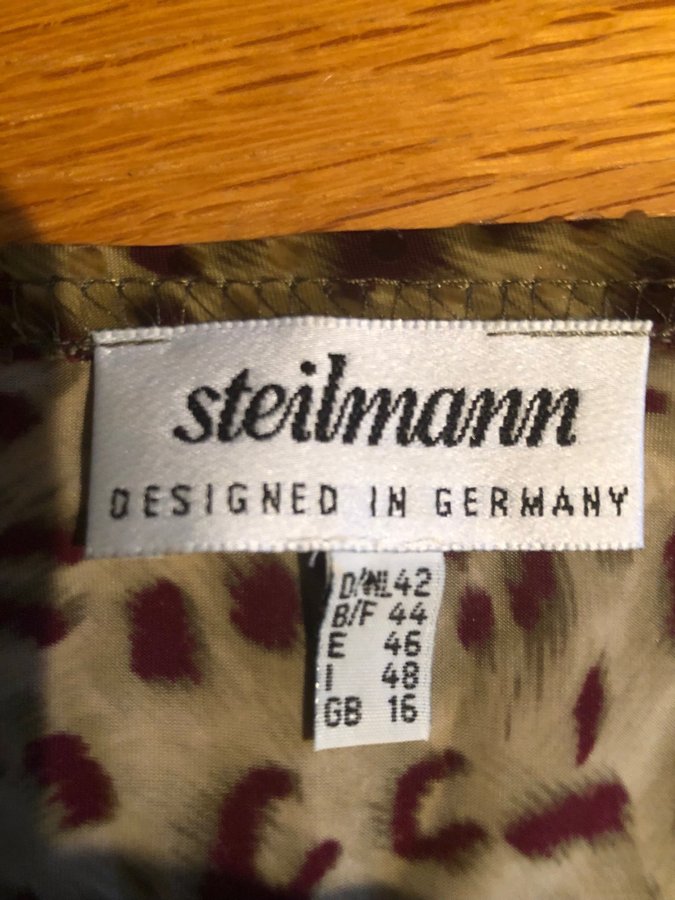 steilmann
DESIGNED IN GERMANY
D/NL 42
B/F 44
E 46
I 48
GB 16